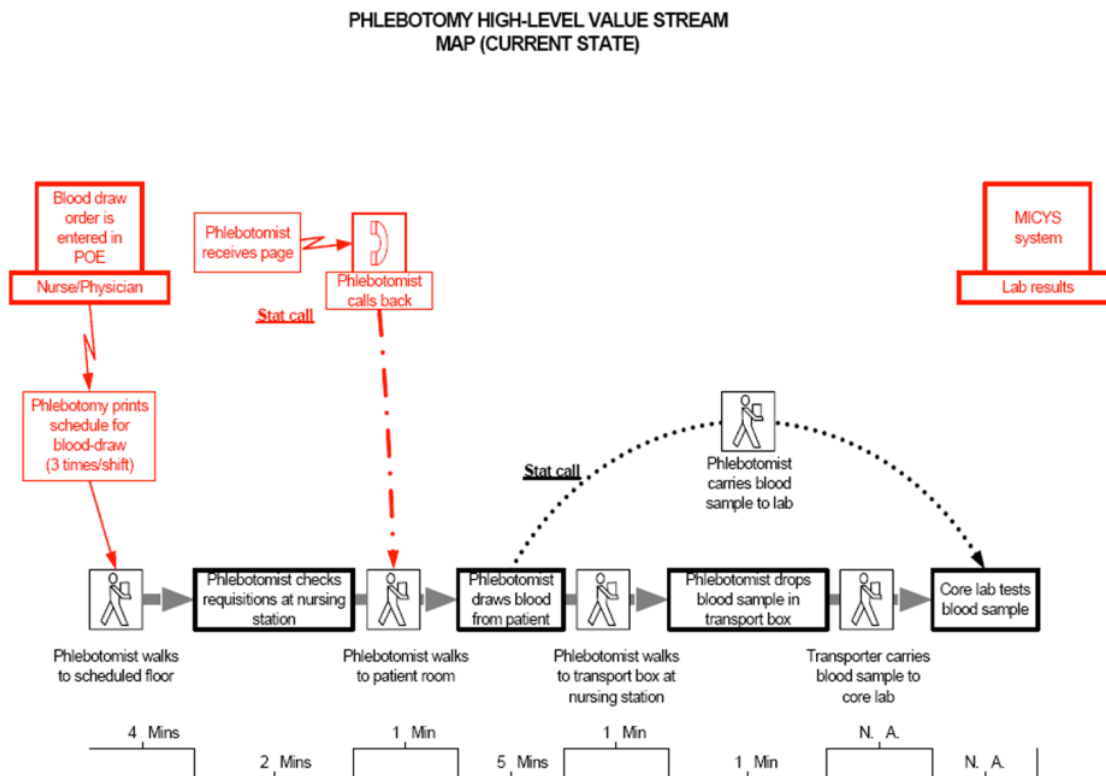 PHLEBOTOMY HIGH-LEVEL VALUE STREAM
MAP (CURRENT STATE)
Blood draw
order is
entered in
POE
Nurse/Physician
Phlebotomist
receives page
Phlebotomist
calls back
Stat call
MICYS
system
Lab results
Phlebotomy prints
schedule for
blood-draw
(3 times/shift)
Stat call
Phlebotomist
carries blood
sample to lab
Phlebotomist checks
requisitions at nursing
station
Phlebotomist
draws blood
from patient
Phlebotomist drops
blood sample in
transport box
Core lab tests
blood sample
Phlebotomist walks
to scheduled floor
Phlebotomist walks
to patient room
Phlebotomist walks
to transport box at
nursing station
Transporter carries
blood sample to
core lab
4 Mins
2 Mins
1 Min
5 Mins
1 Min
1 Min
N. A.
N. A.